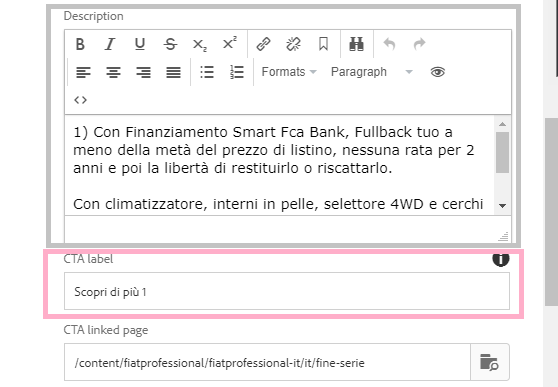 Description
B I U S x₂ x²
Formats Paragraph
<>
1) Con Finanziamento Smart Fca Bank, Fullback tuo a
meno della metà del prezzo di listino, nessuna rata per 2
anni e poi la libertà di restituirlo o riscattarlo.
Con climatizzatore, interni in pelle, selettore 4WD e cerchi
CTA label
Scopri di più 1
CTA linked page
/content/fiatprofessional/fiatprofessional-it/it/fine-serie